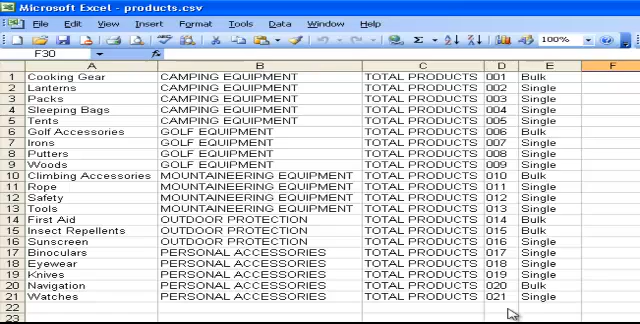 Microsoft Excel - products.csv
File Edit View Insert Format Tools Data Window Help Adobe PDF
100%
F30 fx
A B C D E F
1 Cooking Gear CAMPING EQUIPMENT TOTAL PRODUCTS 001 Bulk
2 Lanterns CAMPING EQUIPMENT TOTAL PRODUCTS 002 Single
3 Packs CAMPING EQUIPMENT TOTAL PRODUCTS 003 Single
4 Sleeping Bags CAMPING EQUIPMENT TOTAL PRODUCTS 004 Single
5 Tents CAMPING EQUIPMENT TOTAL PRODUCTS 005 Single
6 Golf Accessories GOLF EQUIPMENT TOTAL PRODUCTS 006 Bulk
7 Irons GOLF EQUIPMENT TOTAL PRODUCTS 007 Single
8 Putters GOLF EQUIPMENT TOTAL PRODUCTS 008 Single
9 Woods GOLF EQUIPMENT TOTAL PRODUCTS 009 Single
10 Climbing Accessories MOUNTAINEERING EQUIPMENT TOTAL PRODUCTS 010 Bulk
11 Rope MOUNTAINEERING EQUIPMENT TOTAL PRODUCTS 011 Single
12 Safety MOUNTAINEERING EQUIPMENT TOTAL PRODUCTS 012 Single
13 Tools MOUNTAINEERING EQUIPMENT TOTAL PRODUCTS 013 Single
14 First Aid OUTDOOR PROTECTION TOTAL PRODUCTS 014 Bulk
15 Insect Repellents OUTDOOR PROTECTION TOTAL PRODUCTS 015 Bulk
16 Sunscreen OUTDOOR PROTECTION TOTAL PRODUCTS 016 Single
17 Binoculars PERSONAL ACCESSORIES TOTAL PRODUCTS 017 Single
18 Eyewear PERSONAL ACCESSORIES TOTAL PRODUCTS 018 Single
19 Knives PERSONAL ACCESSORIES TOTAL PRODUCTS 019 Single
20 Navigation PERSONAL ACCESSORIES TOTAL PRODUCTS 020 Bulk
21 Watches PERSONAL ACCESSORIES TOTAL PRODUCTS 021 Single
22
23